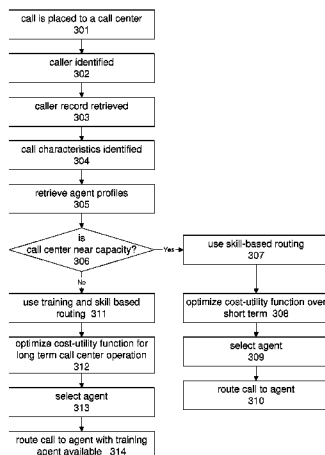 call is placed to a call center
301
caller identified
302
caller record retrieved
303
call characteristics identified
304
retrieve agent profiles
305
is
call center near capacity?
306
Yes
No
use skill-based routing
307
optimize cost-utility function over
short term 308
select agent
309
route call to agent
310
use training and skill based
routing 311
optimize cost-utility function for
long term call center operation
312
select agent
313
route call to agent with training
agent available 314